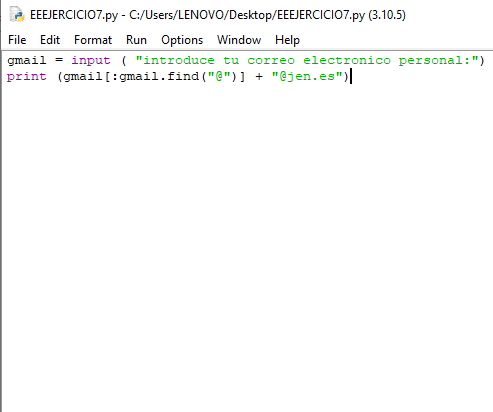 EEEJERCICIO7.py - C:/Users/LENOVO/Desktop/EEEJERCICIO7.py (3.10.5)
File Edit Format Run Options Window Help
gmail = input ( "introduce tu correo electronico personal:")
print (gmail[:gmail.find("@")] + "@jen.es")